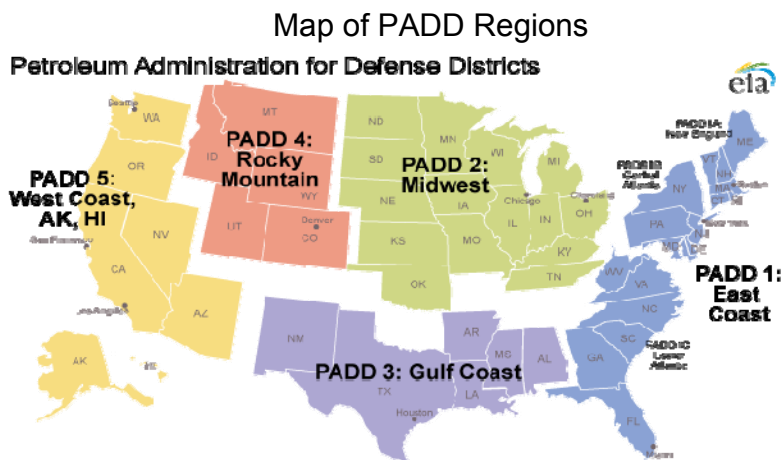 Map of PADD Regions
Petroleum Administration for Defense Districts
eia
Seattle
WA
MT
ND
MN
PADD 1A:
New England
ME
OR
ID
PADD 4:
Rocky
Mountain
WY
SD
WI
MI
PADD 2:
Midwest
PADD 1B:
Central
Atlantic
VT
NH
NY
MA
CT
RI
PADD 5:
West Coast,
AK, HI
San Francisco
NV
UT
Denver
CO
NE
IA
Chicago
IL
IN
OH
PA
New York
NJ
MD
DE
CA
KS
MO
KY
WV
VA
PADD 1:
East
Coast
Los Angeles
AZ
OK
TN
NC
NM
AR
SC
PADD 1C:
Lower
Atlantic
AK
HI
PADD 3: Gulf Coast
TX
MS
AL
GA
LA
Houston
FL
Miami